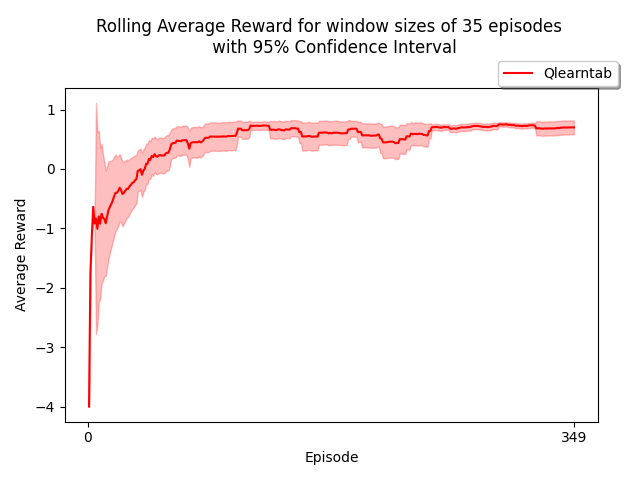 Rolling Average Reward for window sizes of 35 episodes
with 95% Confidence Interval
Qlearntab
1
0
−1
−2
−3
−4
Average Reward
0
349
Episode